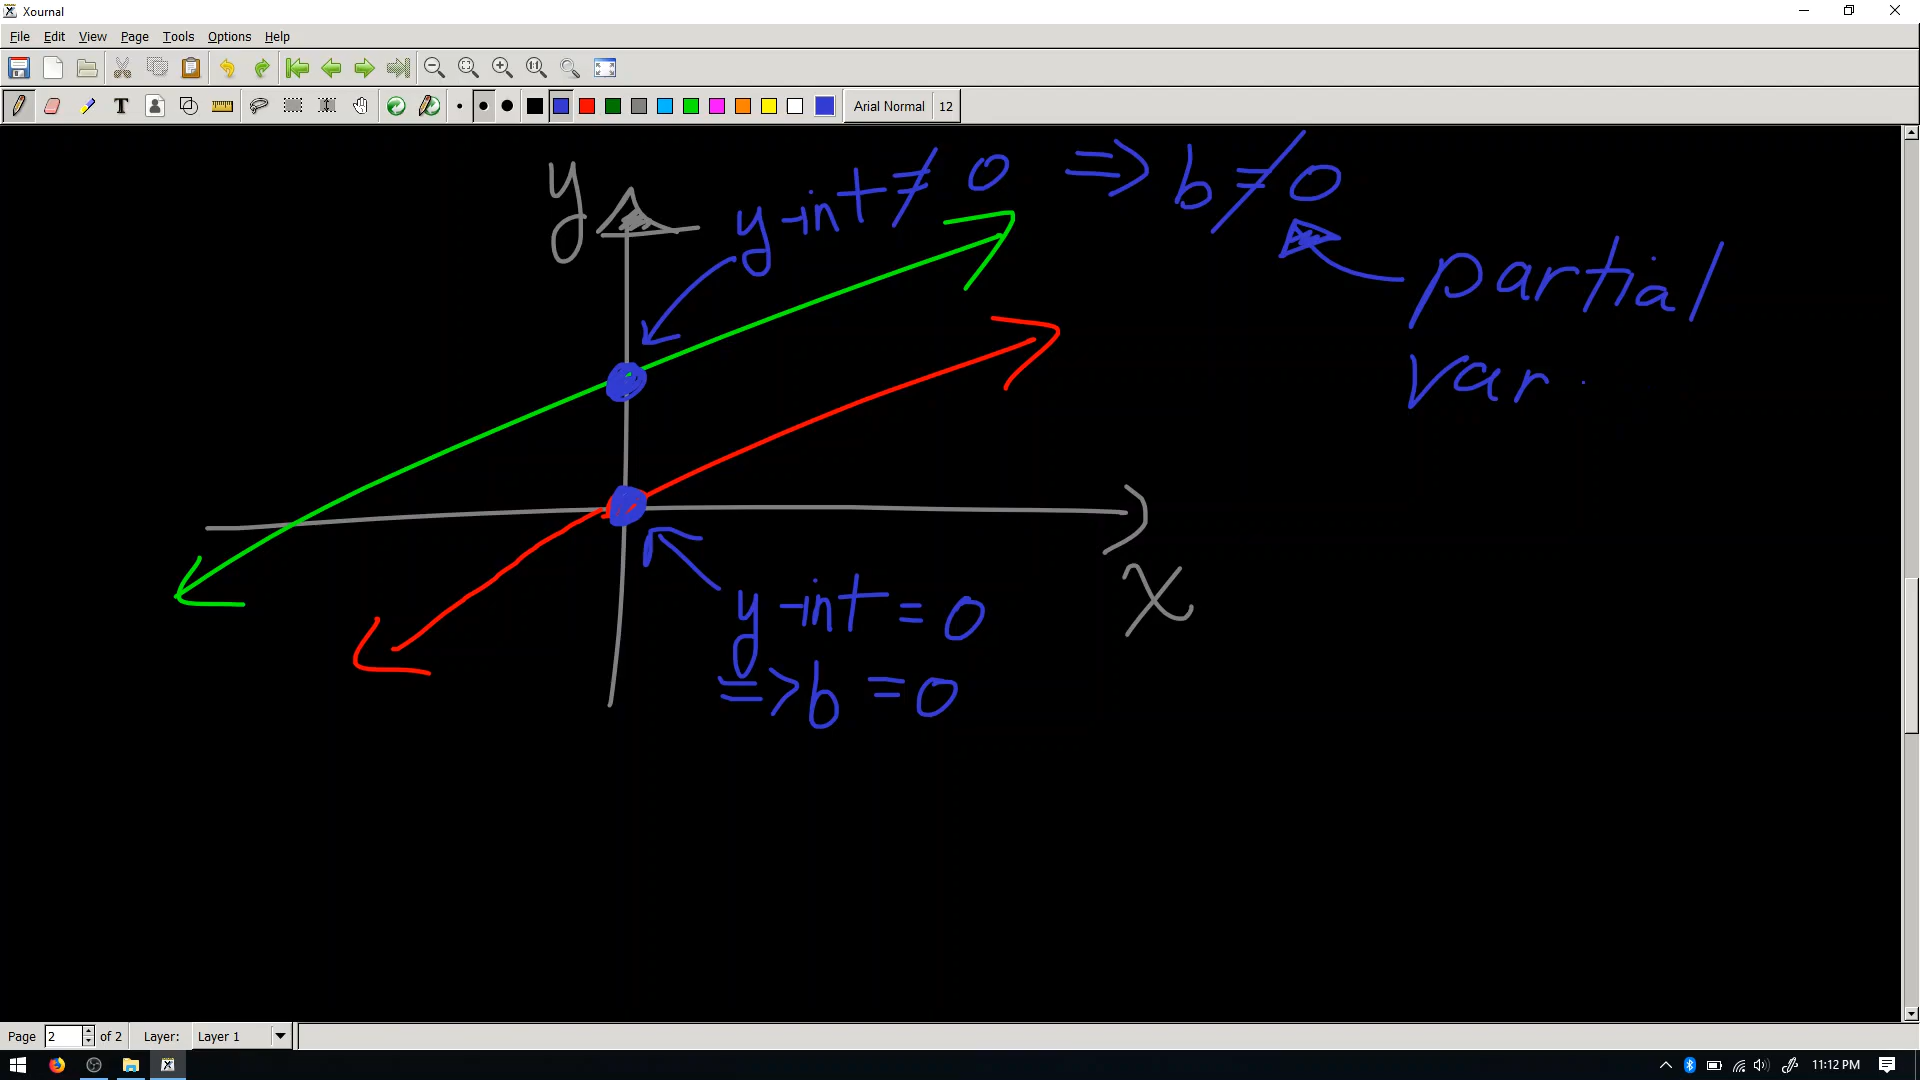 Xournal
File Edit View Page Tools Options Help
Arial Normal 12
y
y-int ≠ 0 => b ≠ 0
partial
var
x
y-int = 0
=> b = 0
Page 2 of 2 Layer: Layer 1
11:12 PM